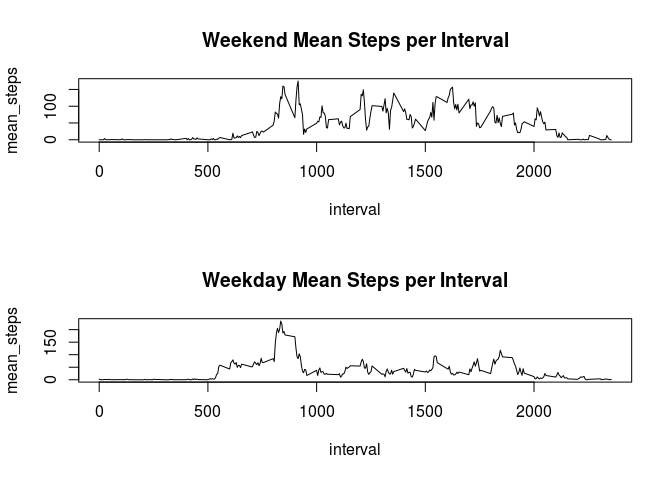 Weekend Mean Steps per Interval
mean_steps
0 100
0 500 1000 1500 2000
interval
Weekday Mean Steps per Interval
mean_steps
0 150
0 500 1000 1500 2000
interval